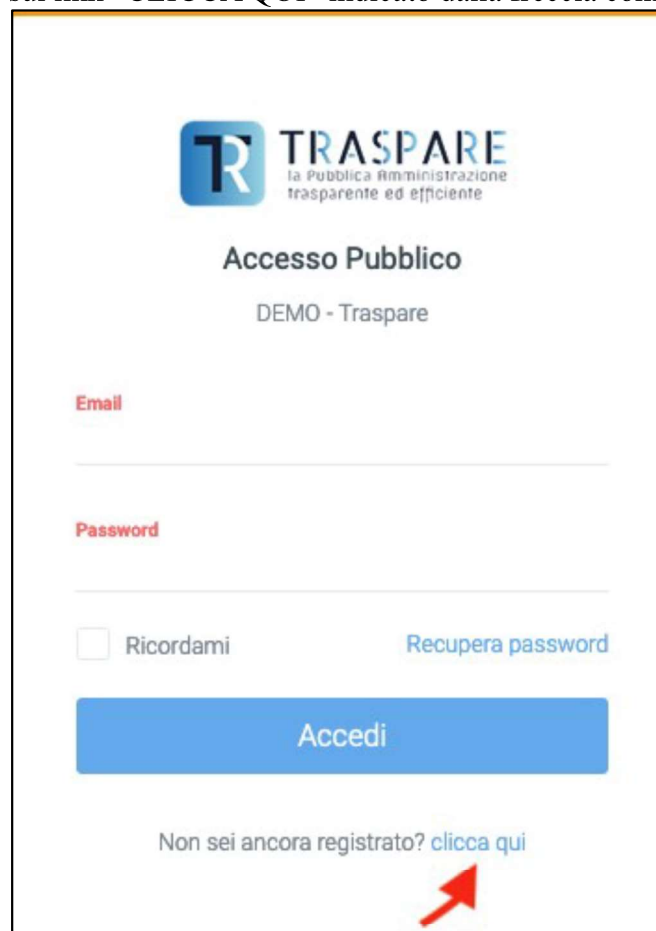 TRASPARE
la Pubblica Amministrazione
trasparente ed efficiente
Accesso Pubblico
DEMO - Traspare
Email
Password
Ricordami
Recupera password
Accedi
Non sei ancora registrato? clicca qui